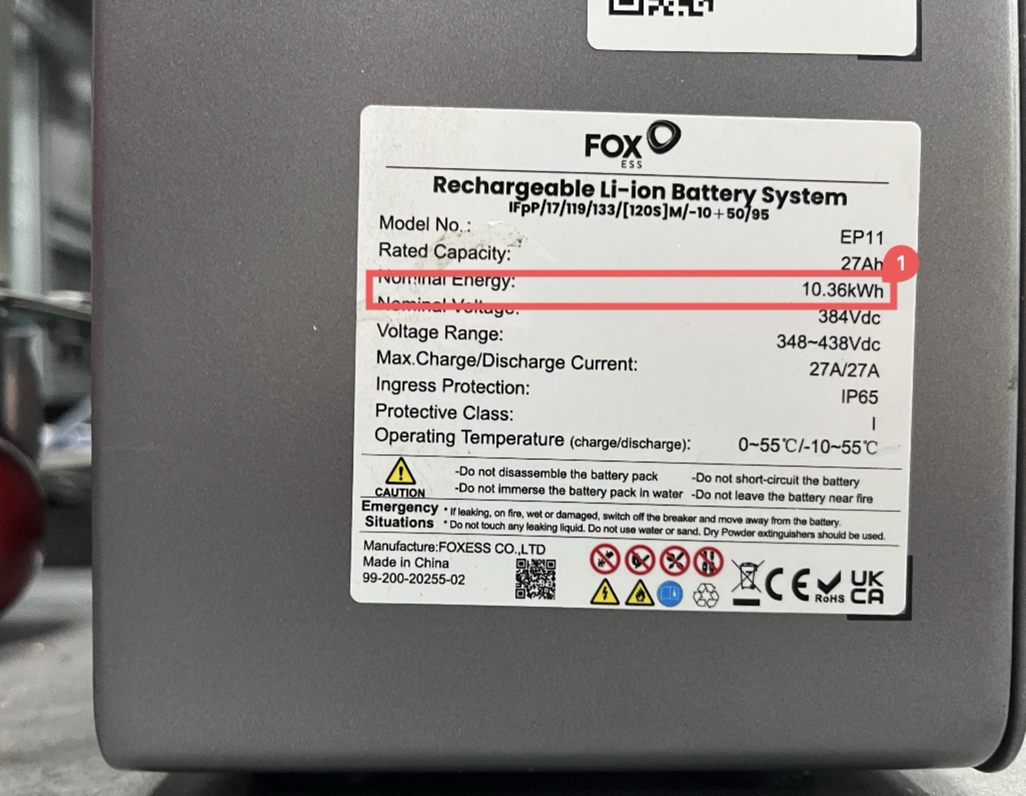 FOX
ESS
Rechargeable Li-ion Battery System
IFpP/17/119/133/[120S]M/-10+50/95
Model No.: EP11
Rated Capacity: 27Ah
1
Nominal Energy: 10.36kWh
Nominal Voltage: 384Vdc
Voltage Range: 348~438Vdc
Max.Charge/Discharge Current: 27A/27A
Ingress Protection: IP65
Protective Class: I
Operating Temperature (charge/discharge): 0~55℃/-10~55℃
CAUTION
-Do not disassemble the battery pack -Do not short-circuit the battery
-Do not immerse the battery pack in water -Do not leave the battery near fire
Emergency Situations
* If leaking, on fire, wet or damaged, switch off the breaker and move away from the battery.
* Do not touch any leaking liquid. Do not use water or sand. Dry Powder extinguishers should be used.
Manufacture:FOXESS CO.,LTD
Made in China
99-200-20255-02
CE
RoHS
UK
CA